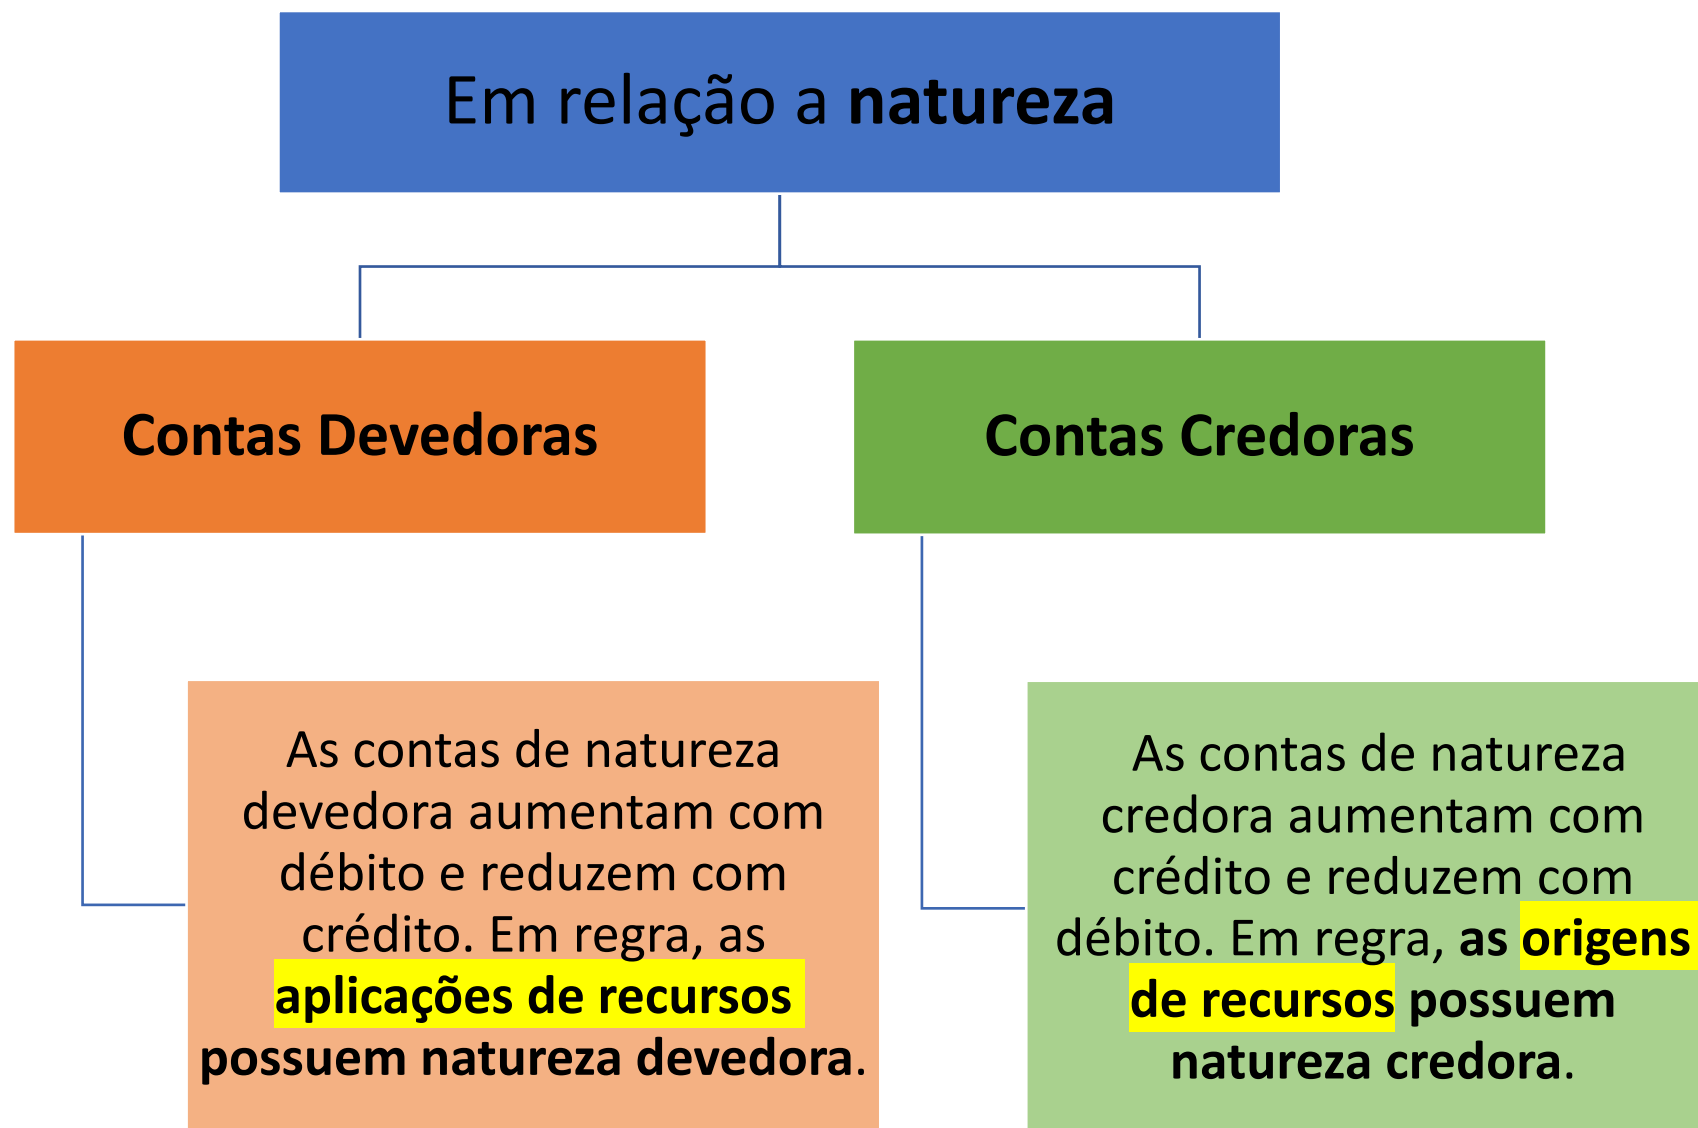 Em relação a natureza
Contas Devedoras
Contas Credoras
As contas de natureza
devedora aumentam com
débito e reduzem com
crédito. Em regra, as
aplicações de recursos
possuem natureza devedora.
As contas de natureza
credora aumentam com
crédito e reduzem com
débito. Em regra, as origens
de recursos possuem
natureza credora.